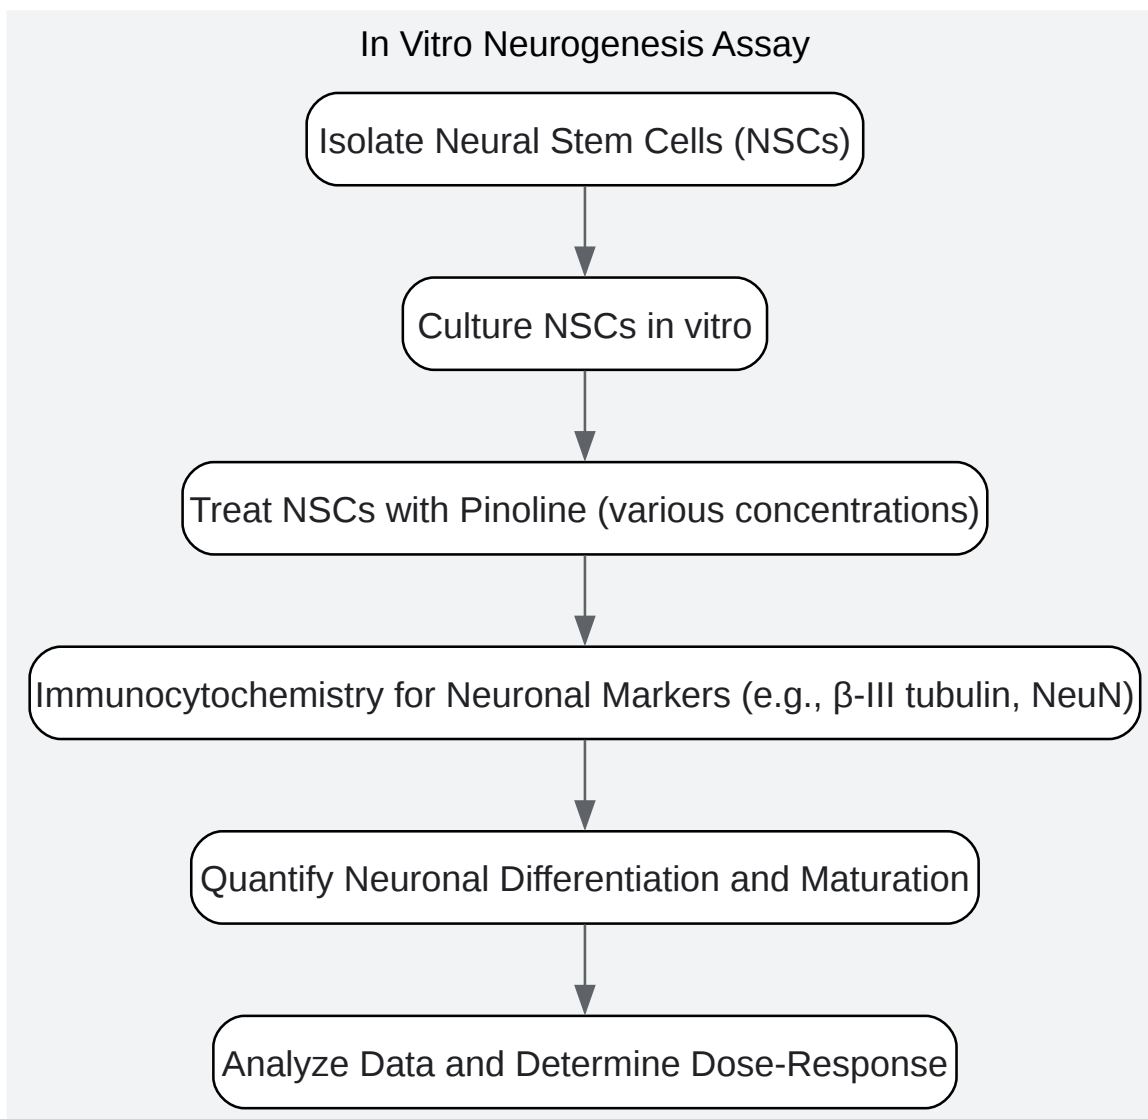 In Vitro Neurogenesis Assay
Isolate Neural Stem Cells (NSCs)
Culture NSCs in vitro
Treat NSCs with Pinoline (various concentrations)
Immunocytochemistry for Neuronal Markers (e.g., β-III tubulin, NeuN)
Quantify Neuronal Differentiation and Maturation
Analyze Data and Determine Dose-Response